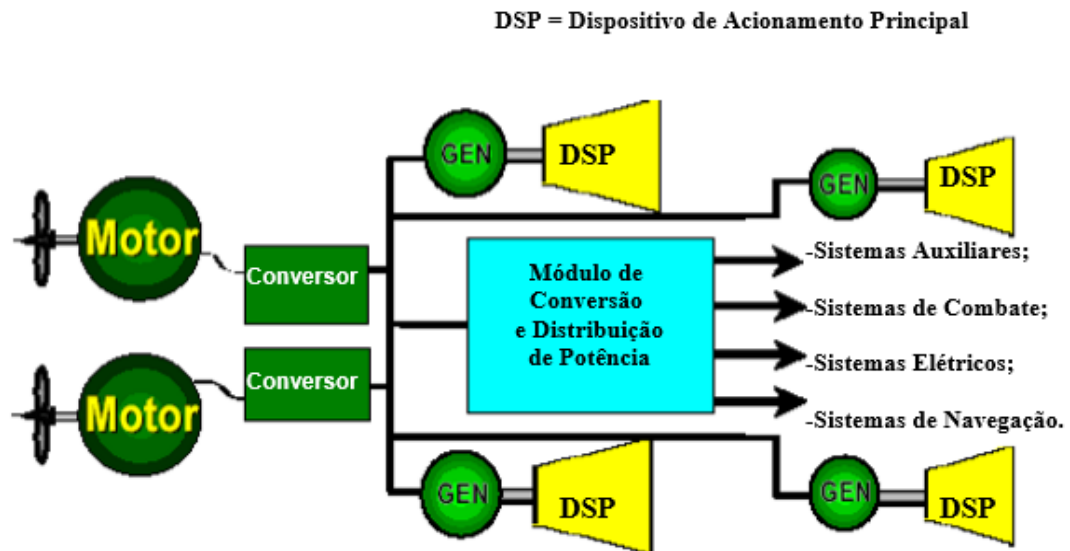 DSP = Dispositivo de Acionamento Principal
GEN
DSP
GEN
DSP
Motor
Conversor
Módulo de
Conversão
e Distribuição
de Potência
-Sistemas Auxiliares;
-Sistemas de Combate;
-Sistemas Elétricos;
-Sistemas de Navegação.
Conversor
Motor
GEN
DSP
GEN
DSP